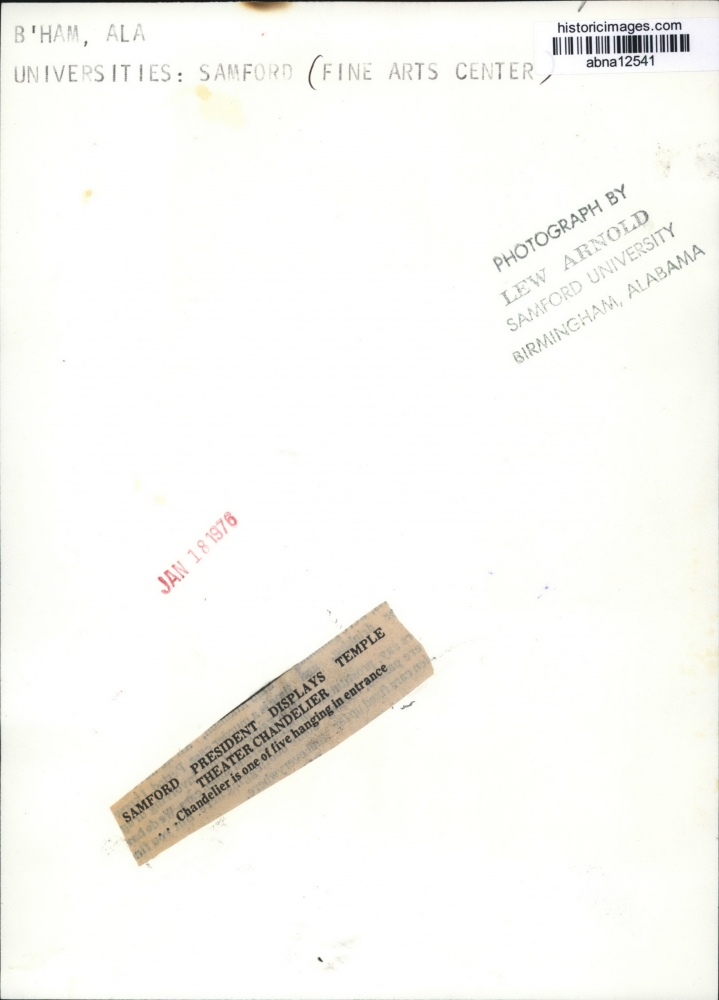 B'HAM, ALA
UNIVERSITIES: SAMFORD (FINE ARTS CENTER)
historicimages.com
abna12541
PHOTOGRAPH BY
LEW ARNOLD
SAMFORD UNIVERSITY
BIRMINGHAM, ALABAMA
JAN 18 1976
SAMFORD PRESIDENT DISPLAYS TEMPLE
THEATER CHANDELIER
. . .Chandelier is one of five hanging in entrance